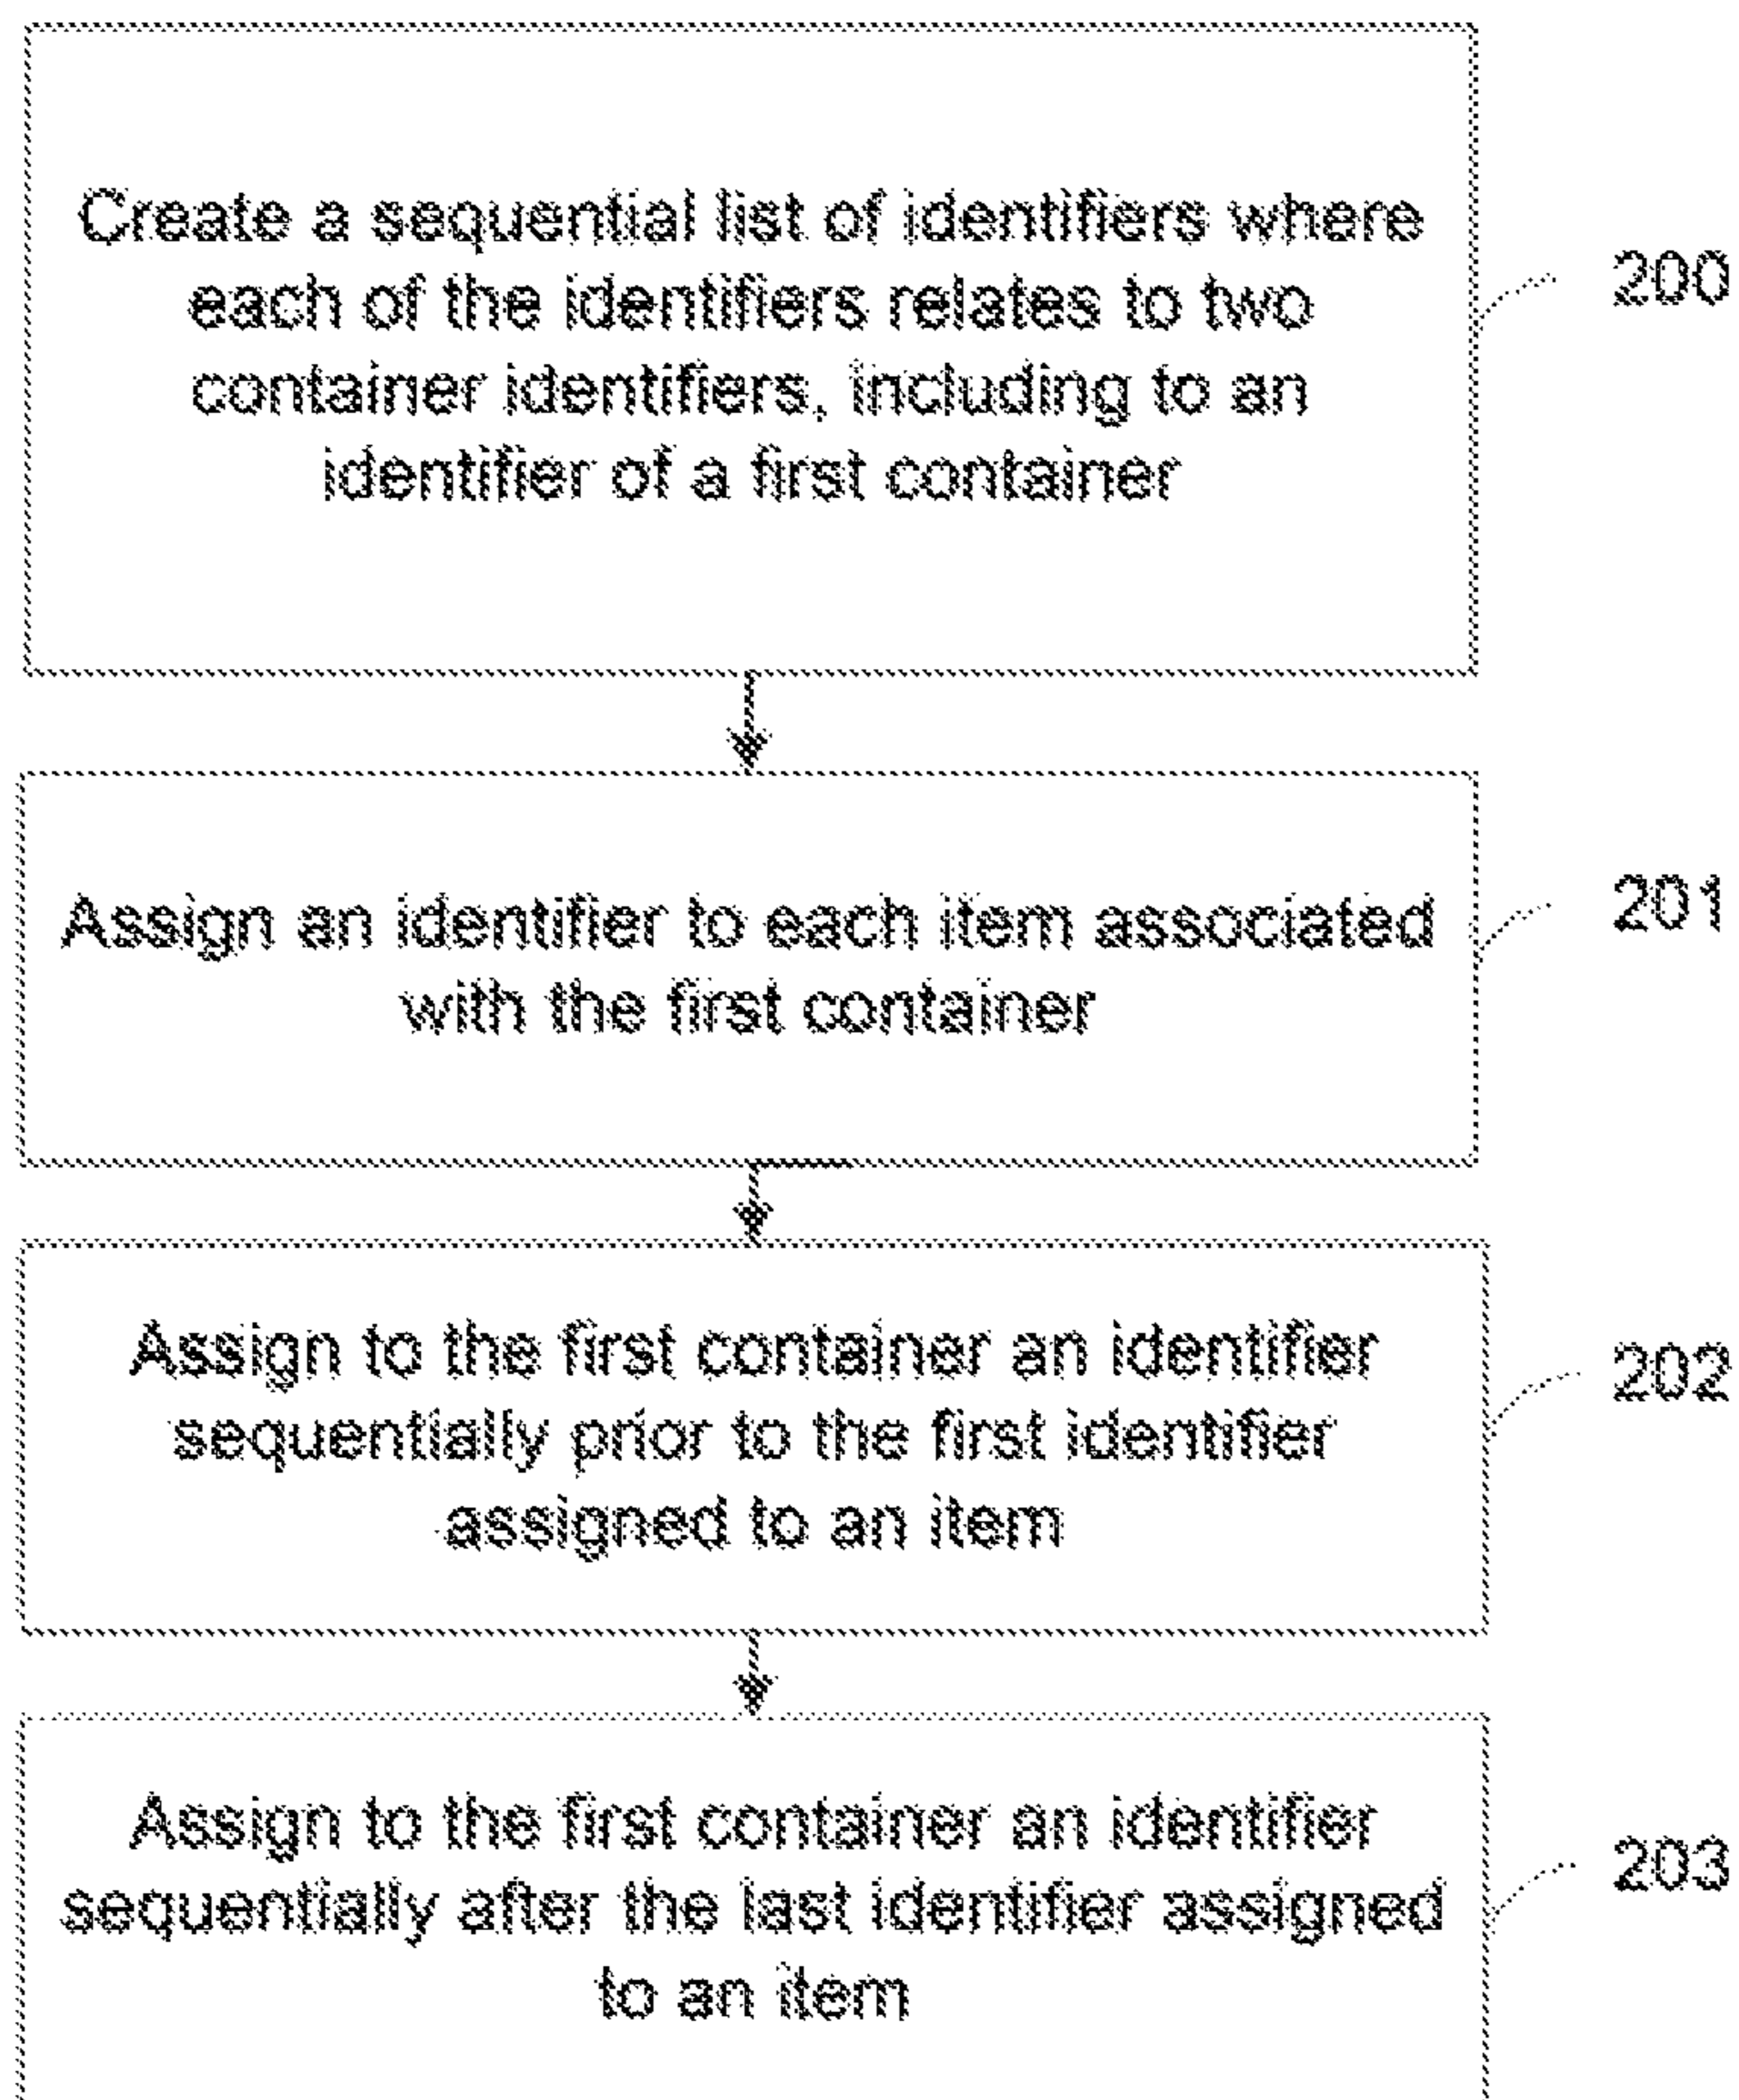 Create a sequential list of identifiers where
each of the identifiers relates to two
container identifiers, including to an
identifier of a first container
200
Assign an identifier to each item associated
with the first container
201
Assign to the first container an identifier
sequentially prior to the first identifier
assigned to an item
202
Assign to the first container an identifier
sequentially after the last identifier assigned
to an item
203